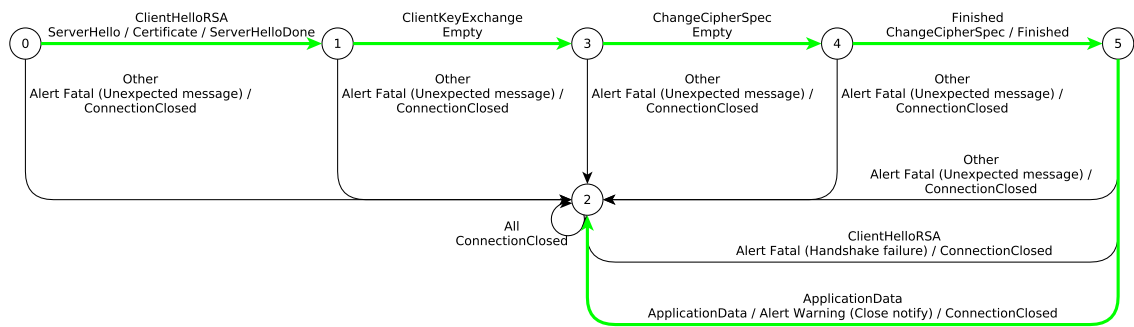 ClientHelloRSA
ServerHello / Certificate / ServerHelloDone
ClientKeyExchange
Empty
ChangeCipherSpec
Empty
Finished
ChangeCipherSpec / Finished
0
1
3
4
5
Other
Alert Fatal (Unexpected message) /
ConnectionClosed
Other
Alert Fatal (Unexpected message) /
ConnectionClosed
Other
Alert Fatal (Unexpected message) /
ConnectionClosed
Other
Alert Fatal (Unexpected message) /
ConnectionClosed
Other
Alert Fatal (Unexpected message) /
ConnectionClosed
2
All
ConnectionClosed
ClientHelloRSA
Alert Fatal (Handshake failure) / ConnectionClosed
ApplicationData
ApplicationData / Alert Warning (Close notify) / ConnectionClosed